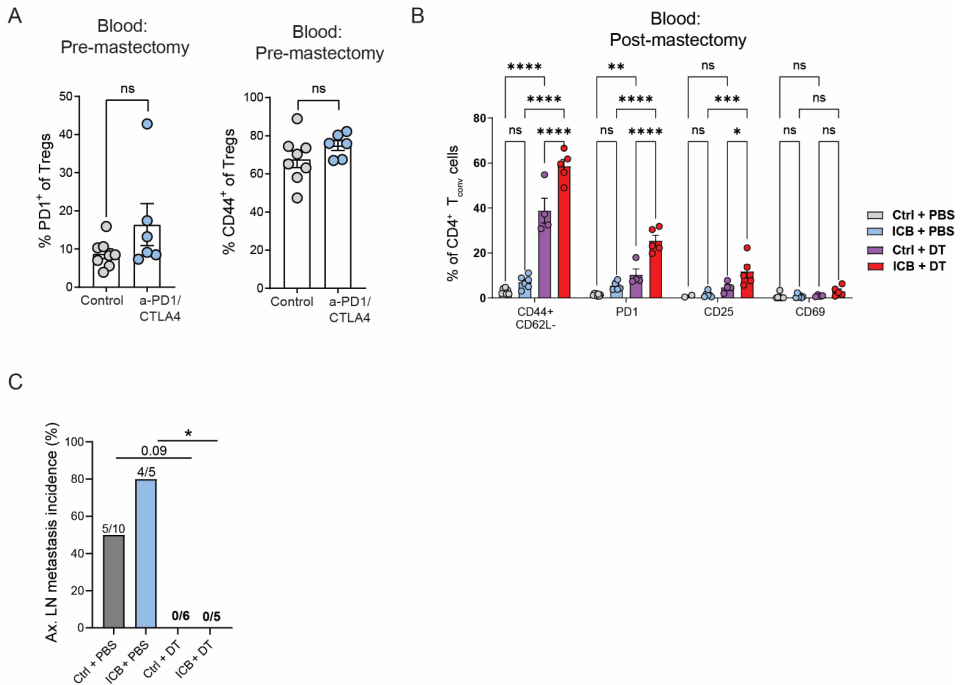 A
Blood:
Pre-mastectomy
ns
% PD1⁺ of Tregs
50
40
30
20
10
0
Control
a-PD1/
CTLA4
Blood:
Pre-mastectomy
ns
% CD44⁺ of Tregs
100
80
60
40
20
0
Control
a-PD1/
CTLA4
B
Blood:
Post-mastectomy
**** ** ns ns
**** **** *** ns
ns **** ns **** ns * ns ns
% of CD4⁺ Tconv cells
80
60
40
20
0
CD44+
CD62L-
PD1
CD25
CD69
Ctrl + PBS
ICB + PBS
Ctrl + DT
ICB + DT
C
Ax. LN metastasis incidence (%)
100
80
60
40
20
0
*
0.09
5/10
4/5
0/6
0/5
Ctrl + PBS
ICB + PBS
Ctrl + DT
ICB + DT